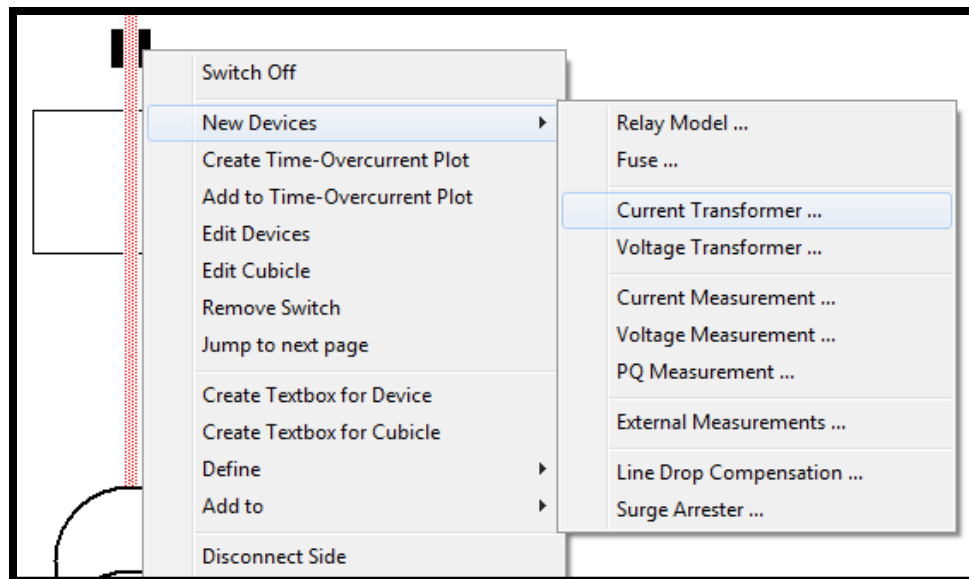 Switch Off
New Devices
Create Time-Overcurrent Plot
Add to Time-Overcurrent Plot
Edit Devices
Edit Cubicle
Remove Switch
Jump to next page
Create Textbox for Device
Create Textbox for Cubicle
Define
Add to
Disconnect Side
Relay Model ...
Fuse ...
Current Transformer ...
Voltage Transformer ...
Current Measurement ...
Voltage Measurement ...
PQ Measurement ...
External Measurements ...
Line Drop Compensation ...
Surge Arrester ...